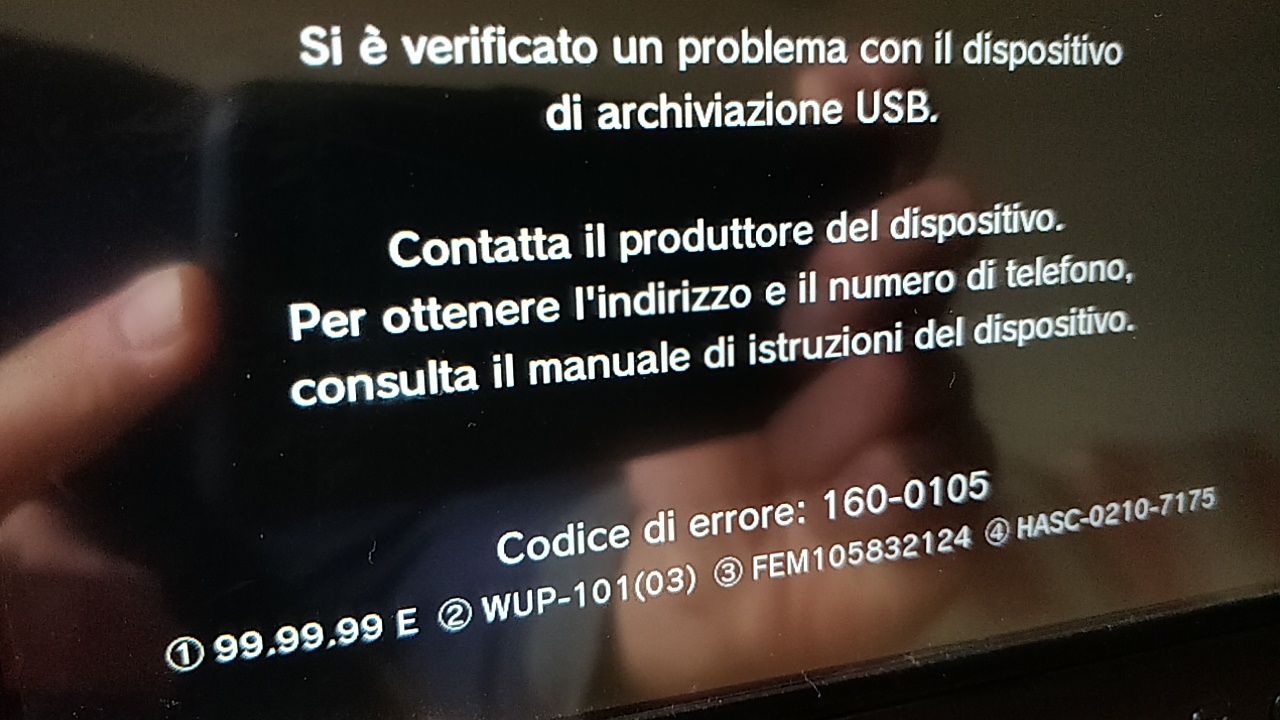 Si è verificato un problema con il dispositivo
di archiviazione USB.
Contatta il produttore del dispositivo.
Per ottenere l'indirizzo e il numero di telefono,
consulta il manuale di istruzioni del dispositivo.
Codice di errore: 160-0105
① 99.99.99 E ② WUP-101(03) ③ FEM105832124 ④ HASC-0210-7175